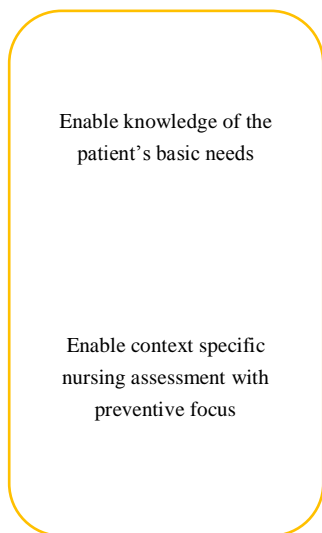 Enable knowledge of the
patient’s basic needs
Enable context specific
nursing assessment with
preventive focus